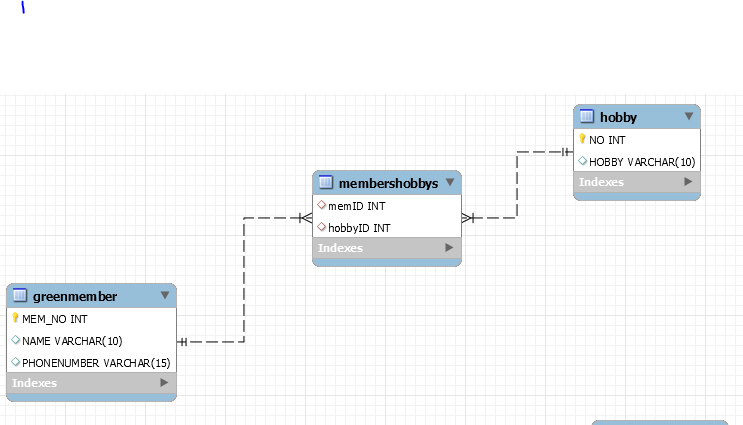 hobby
NO INT
HOBBY VARCHAR(10)
Indexes
membershobbys
memID INT
hobbyID INT
Indexes
greenmember
MEM_NO INT
NAME VARCHAR(10)
PHONENUMBER VARCHAR(15)
Indexes